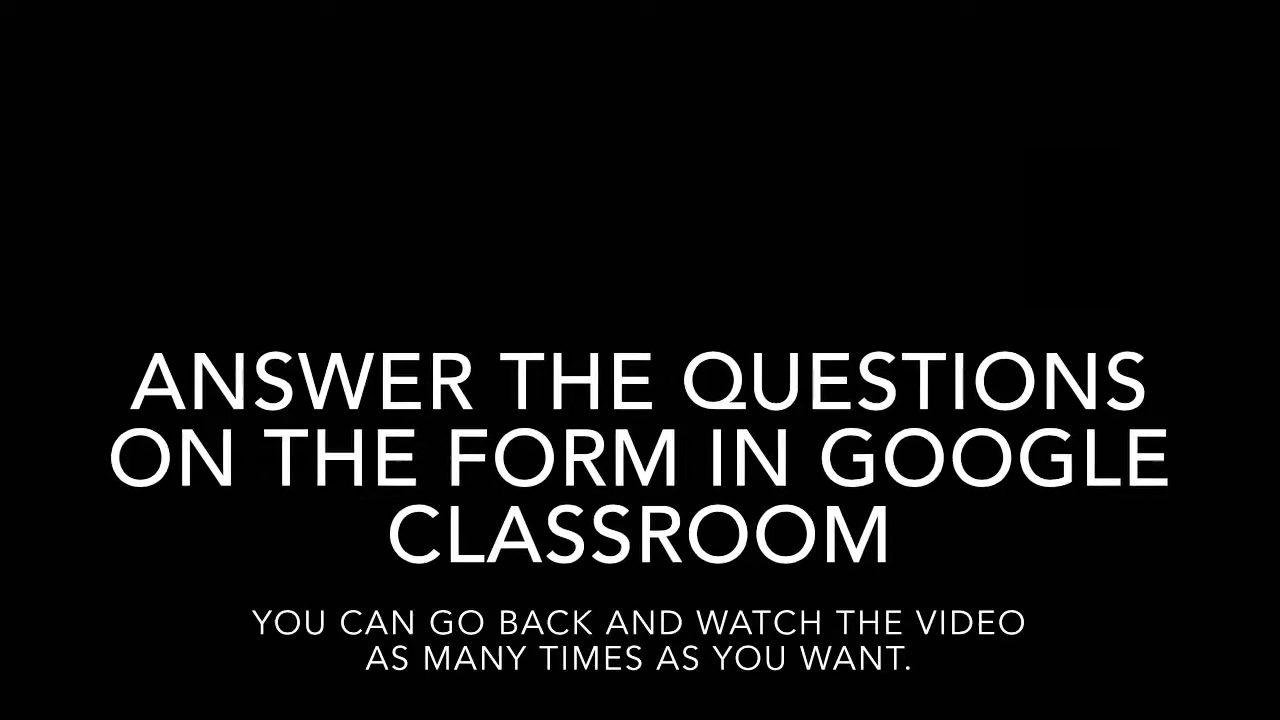 ANSWER THE QUESTIONS
ON THE FORM IN GOOGLE
CLASSROOM
YOU CAN GO BACK AND WATCH THE VIDEO
AS MANY TIMES AS YOU WANT.